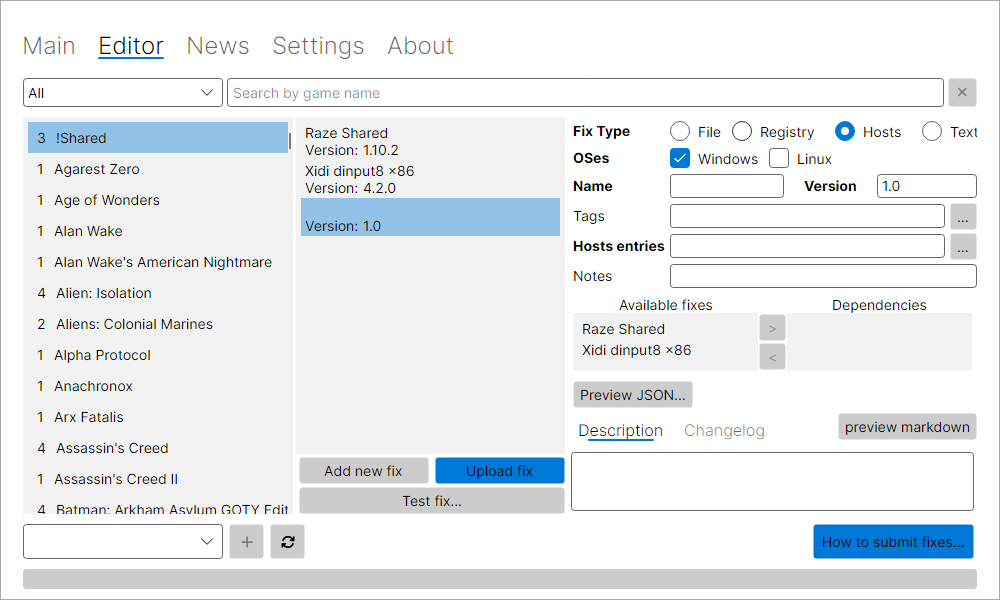 Main Editor News Settings About
All
Search by game name
3 !Shared
1 Agarest Zero
1 Age of Wonders
1 Alan Wake
1 Alan Wake's American Nightmare
4 Alien: Isolation
2 Aliens: Colonial Marines
1 Alpha Protocol
1 Anachronox
1 Arx Fatalis
4 Assassin's Creed
1 Assassin's Creed II
4 Batman: Arkham Asylum GOTY Edit
Raze Shared
Version: 1.10.2
Xidi dinput8 ×86
Version: 4.2.0
Version: 1.0
Add new fix Upload fix
Test fix...
Fix Type File Registry Hosts Text
OSes Windows Linux
Name Version 1.0
Tags ...
Hosts entries ...
Notes
Available fixes Dependencies
Raze Shared >
Xidi dinput8 ×86 <
Preview JSON...
Description Changelog preview markdown
How to submit fixes...